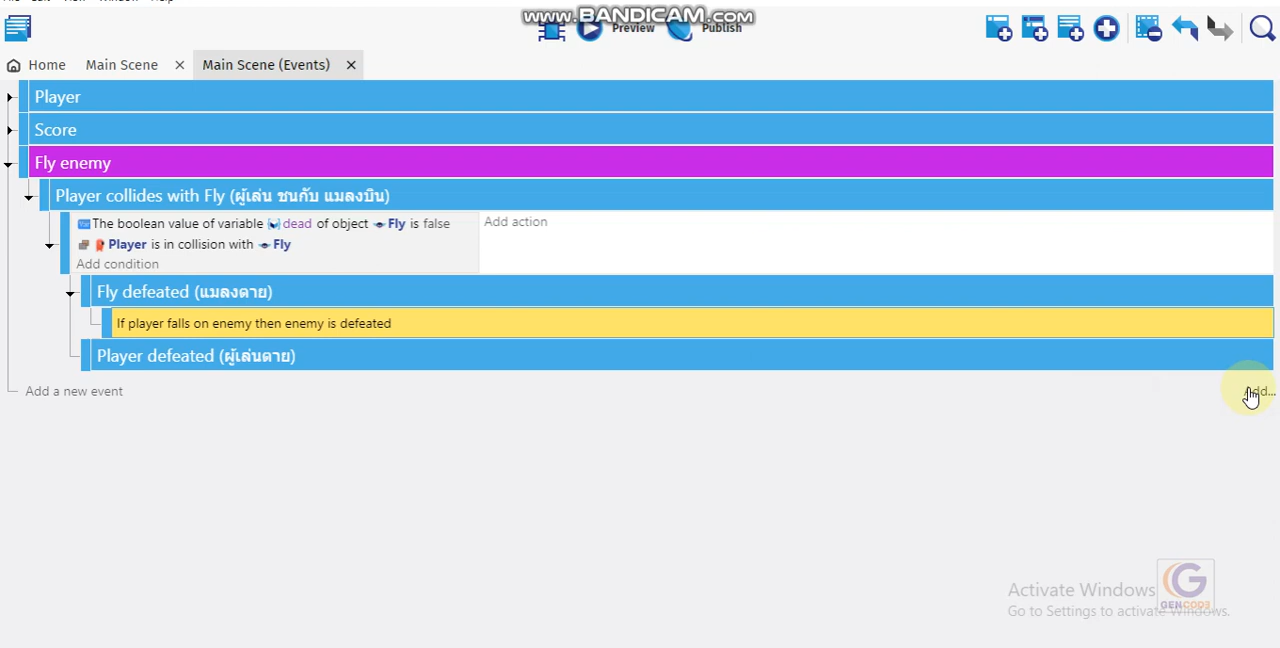 www.BANDICAM.com
Preview
Publish
Home
Main Scene
Main Scene (Events)
Player
Score
Fly enemy
Player collides with Fly (ผู้เล่น ชนกับ แมลงบิน)
The boolean value of variable dead of object Fly is false
Add action
Player is in collision with Fly
Add condition
Fly defeated (แมลงตาย)
If player falls on enemy then enemy is defeated
Player defeated (ผู้เล่นตาย)
Add a new event
Add...
Activate Windows
Go to Settings to activate Windows.
G
GENCODE